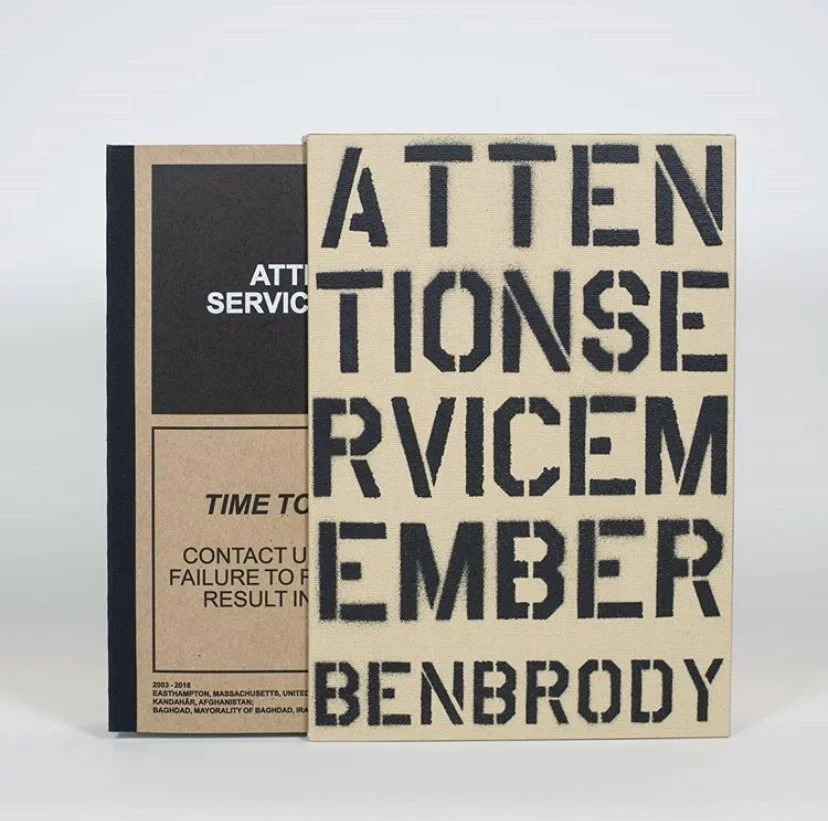 ATTEN
TIONSE
RVICEM
EMBER
BENBRODY
SERVIC
TIME TO
CONTACT U
FAILURE TO
RESULT IN
2003 - 2018
EASTHAMPTON, MASSACHUSETTS, UNITED
KANDAHĀR, AFGHANISTAN;
BAGHDAD, MAYORALITY OF BAGHDAD, IRA